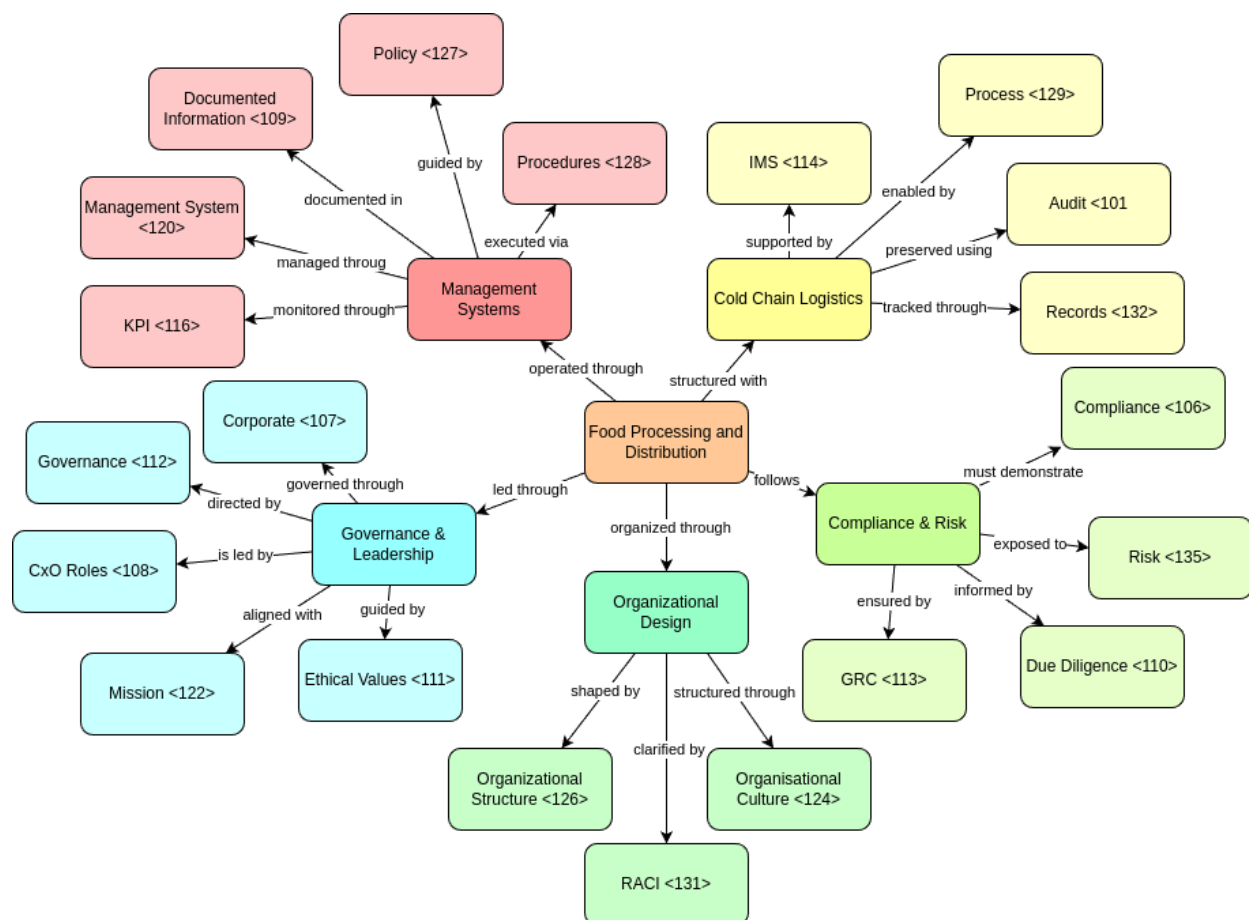 Policy <127>
Documented
Information <109>
Process <129>
guided by
Procedures <128>
IMS <114>
enabled by
Management System
<120>
documented in
Audit <101
executed via
supported by
preserved using
managed throug
Management
Systems
Cold Chain Logistics
KPI <116>
monitored through
tracked through
Records <132>
operated through
structured with
Corporate <107>
Food Processing and
Distribution
Compliance <106>
Governance <112>
governed through
led through
follows
must demonstrate
directed by
organized through
Governance &
Leadership
Compliance & Risk
CxO Roles <108>
is led by
exposed to
Risk <135>
aligned with
guided by
Organizational
Design
ensured by
informed by
Mission <122>
Ethical Values <111>
shaped by
structured through
GRC <113>
Due Diligence <110>
clarified by
Organizational
Structure <126>
Organisational
Culture <124>
RACI <131>